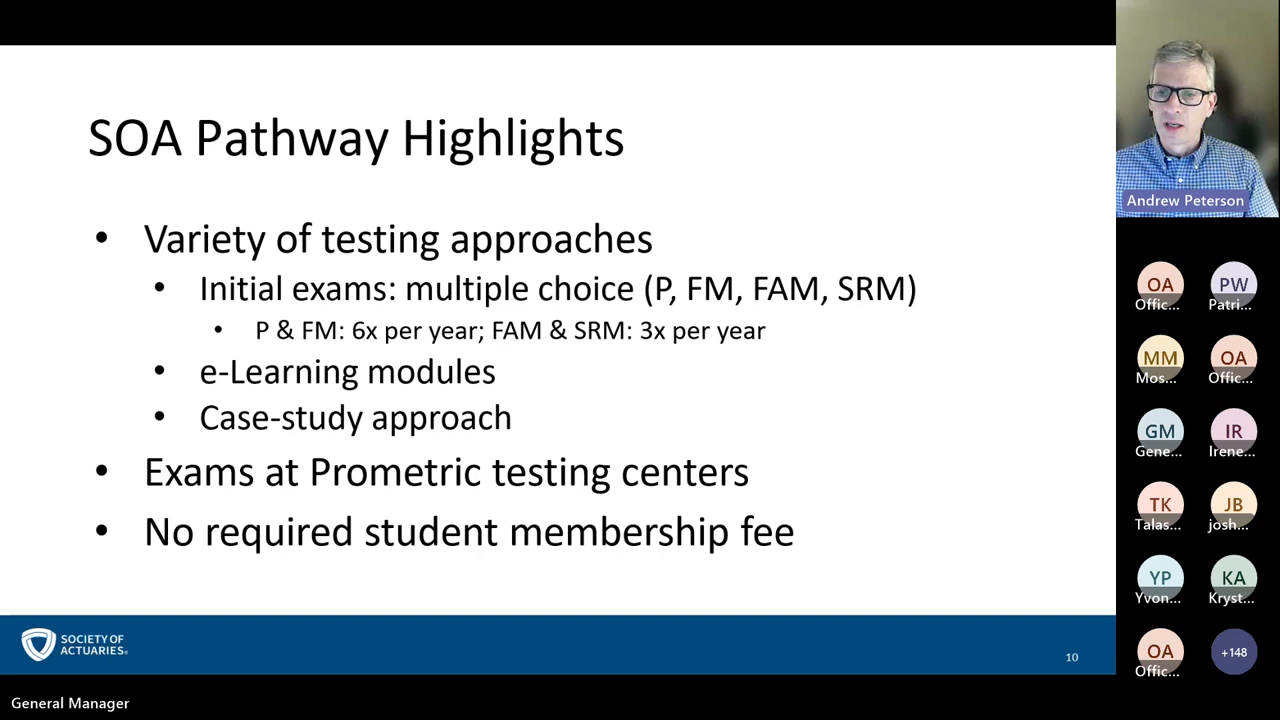 SOA Pathway Highlights
• Variety of testing approaches
• Initial exams: multiple choice (P, FM, FAM, SRM)
• P & FM: 6x per year; FAM & SRM: 3x per year
• e-Learning modules
• Case-study approach
• Exams at Prometric testing centers
• No required student membership fee
SOCIETY OF
ACTUARIES®
10
General Manager
Andrew Peterson
OA PW
Offic... Patri...
MM OA
Mos... Offic...
GM IR
Gene... Irene...
TK JB
Talas... josh...
YP KA
Yvon... Kryst...
OA +148
Offic...